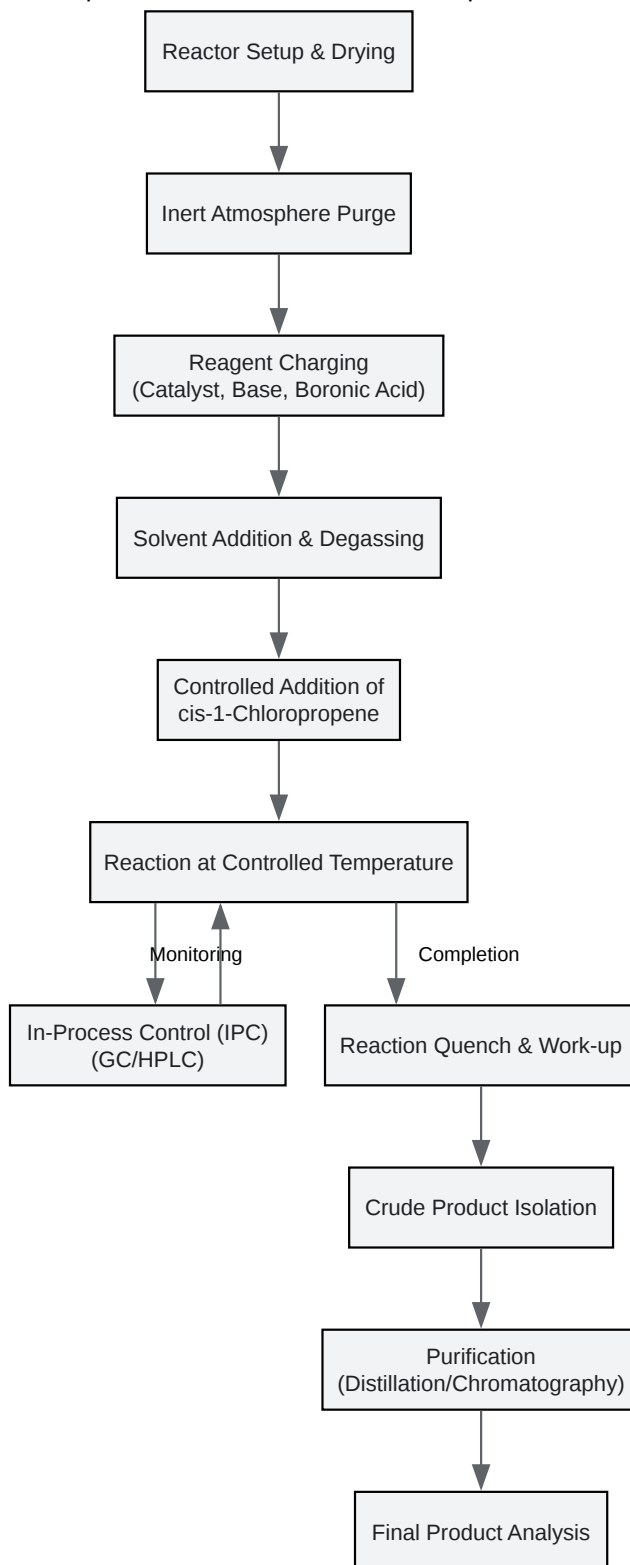 Reactor Setup & Drying
Inert Atmosphere Purge
Reagent Charging
(Catalyst, Base, Boronic Acid)
Solvent Addition & Degassing
Controlled Addition of
cis-1-Chloropropene
Reaction at Controlled Temperature
Monitoring
Completion
In-Process Control (IPC)
(GC/HPLC)
Reaction Quench & Work-up
Crude Product Isolation
Purification
(Distillation/Chromatography)
Final Product Analysis